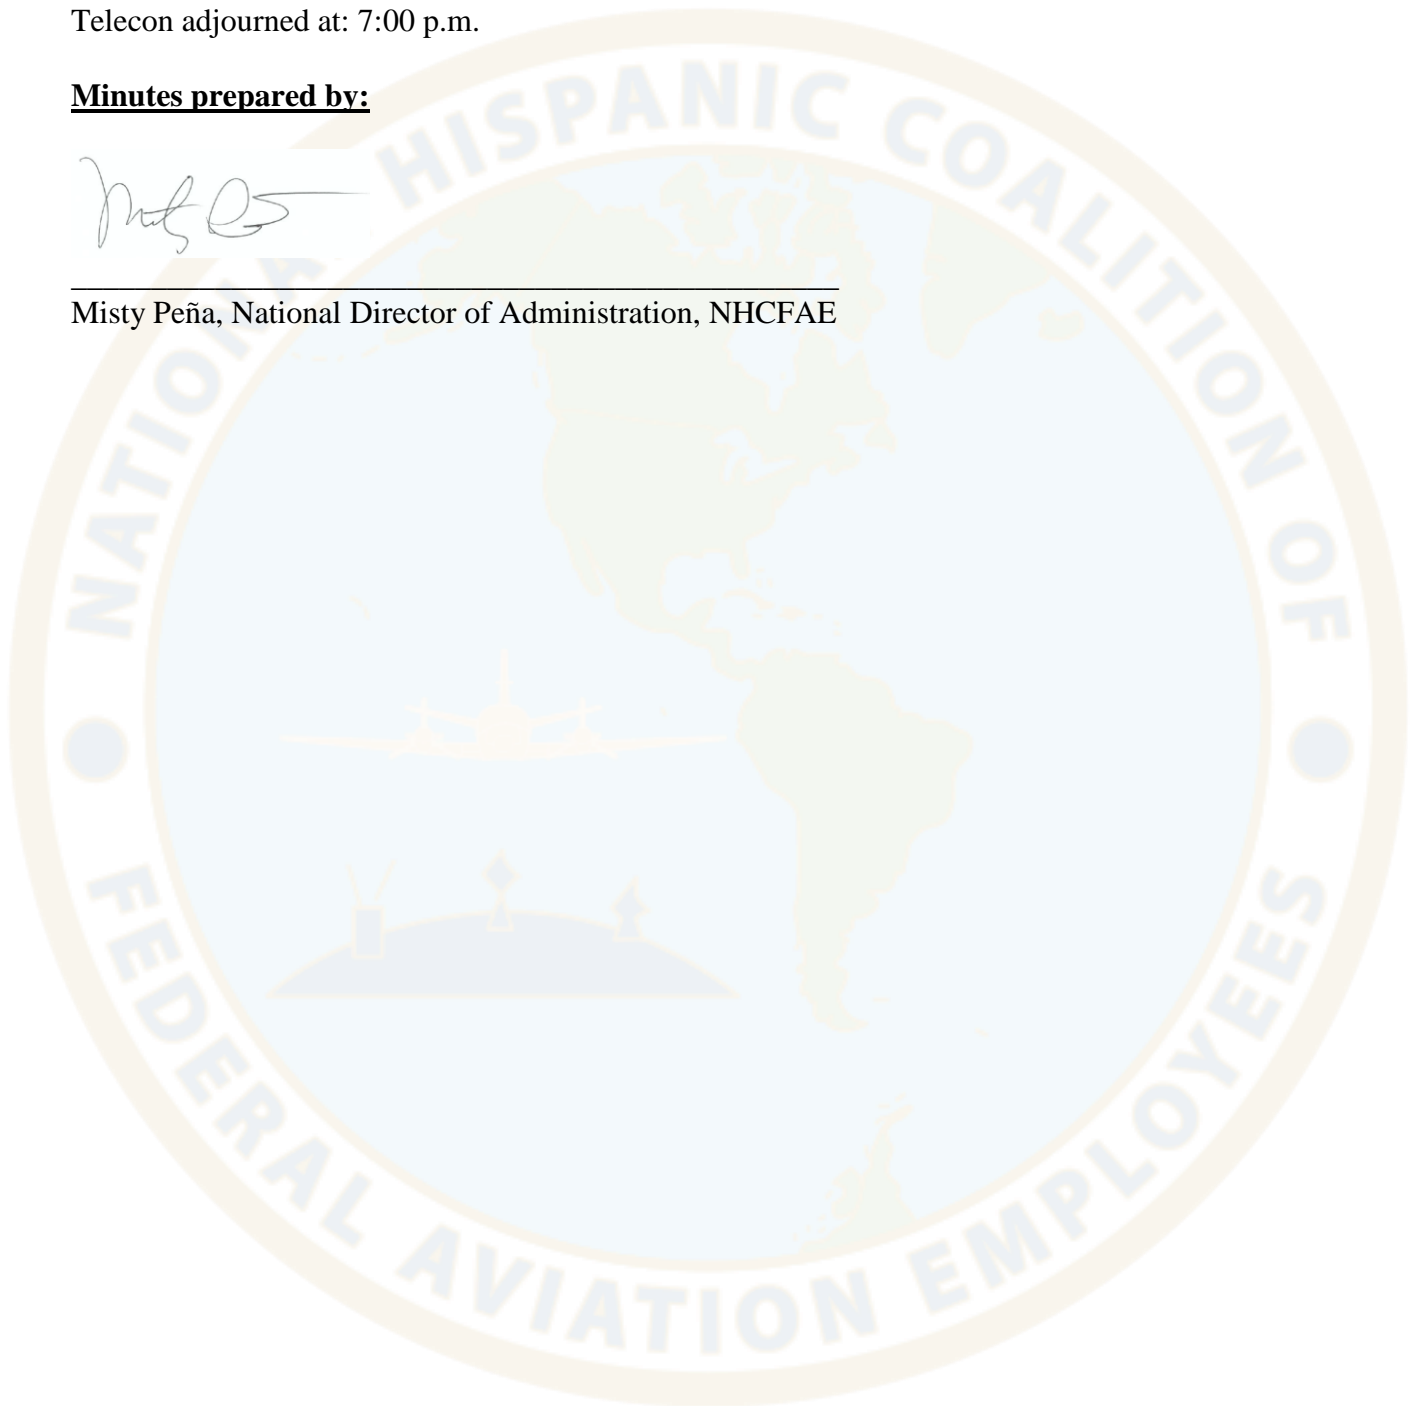 Telecon adjourned at: 7:00 p.m.
Minutes prepared by:
Misty Peña, National Director of Administration, NHCFAE
NATIONAL HISPANIC COALITION OF
FEDERAL AVIATION EMPLOYEES